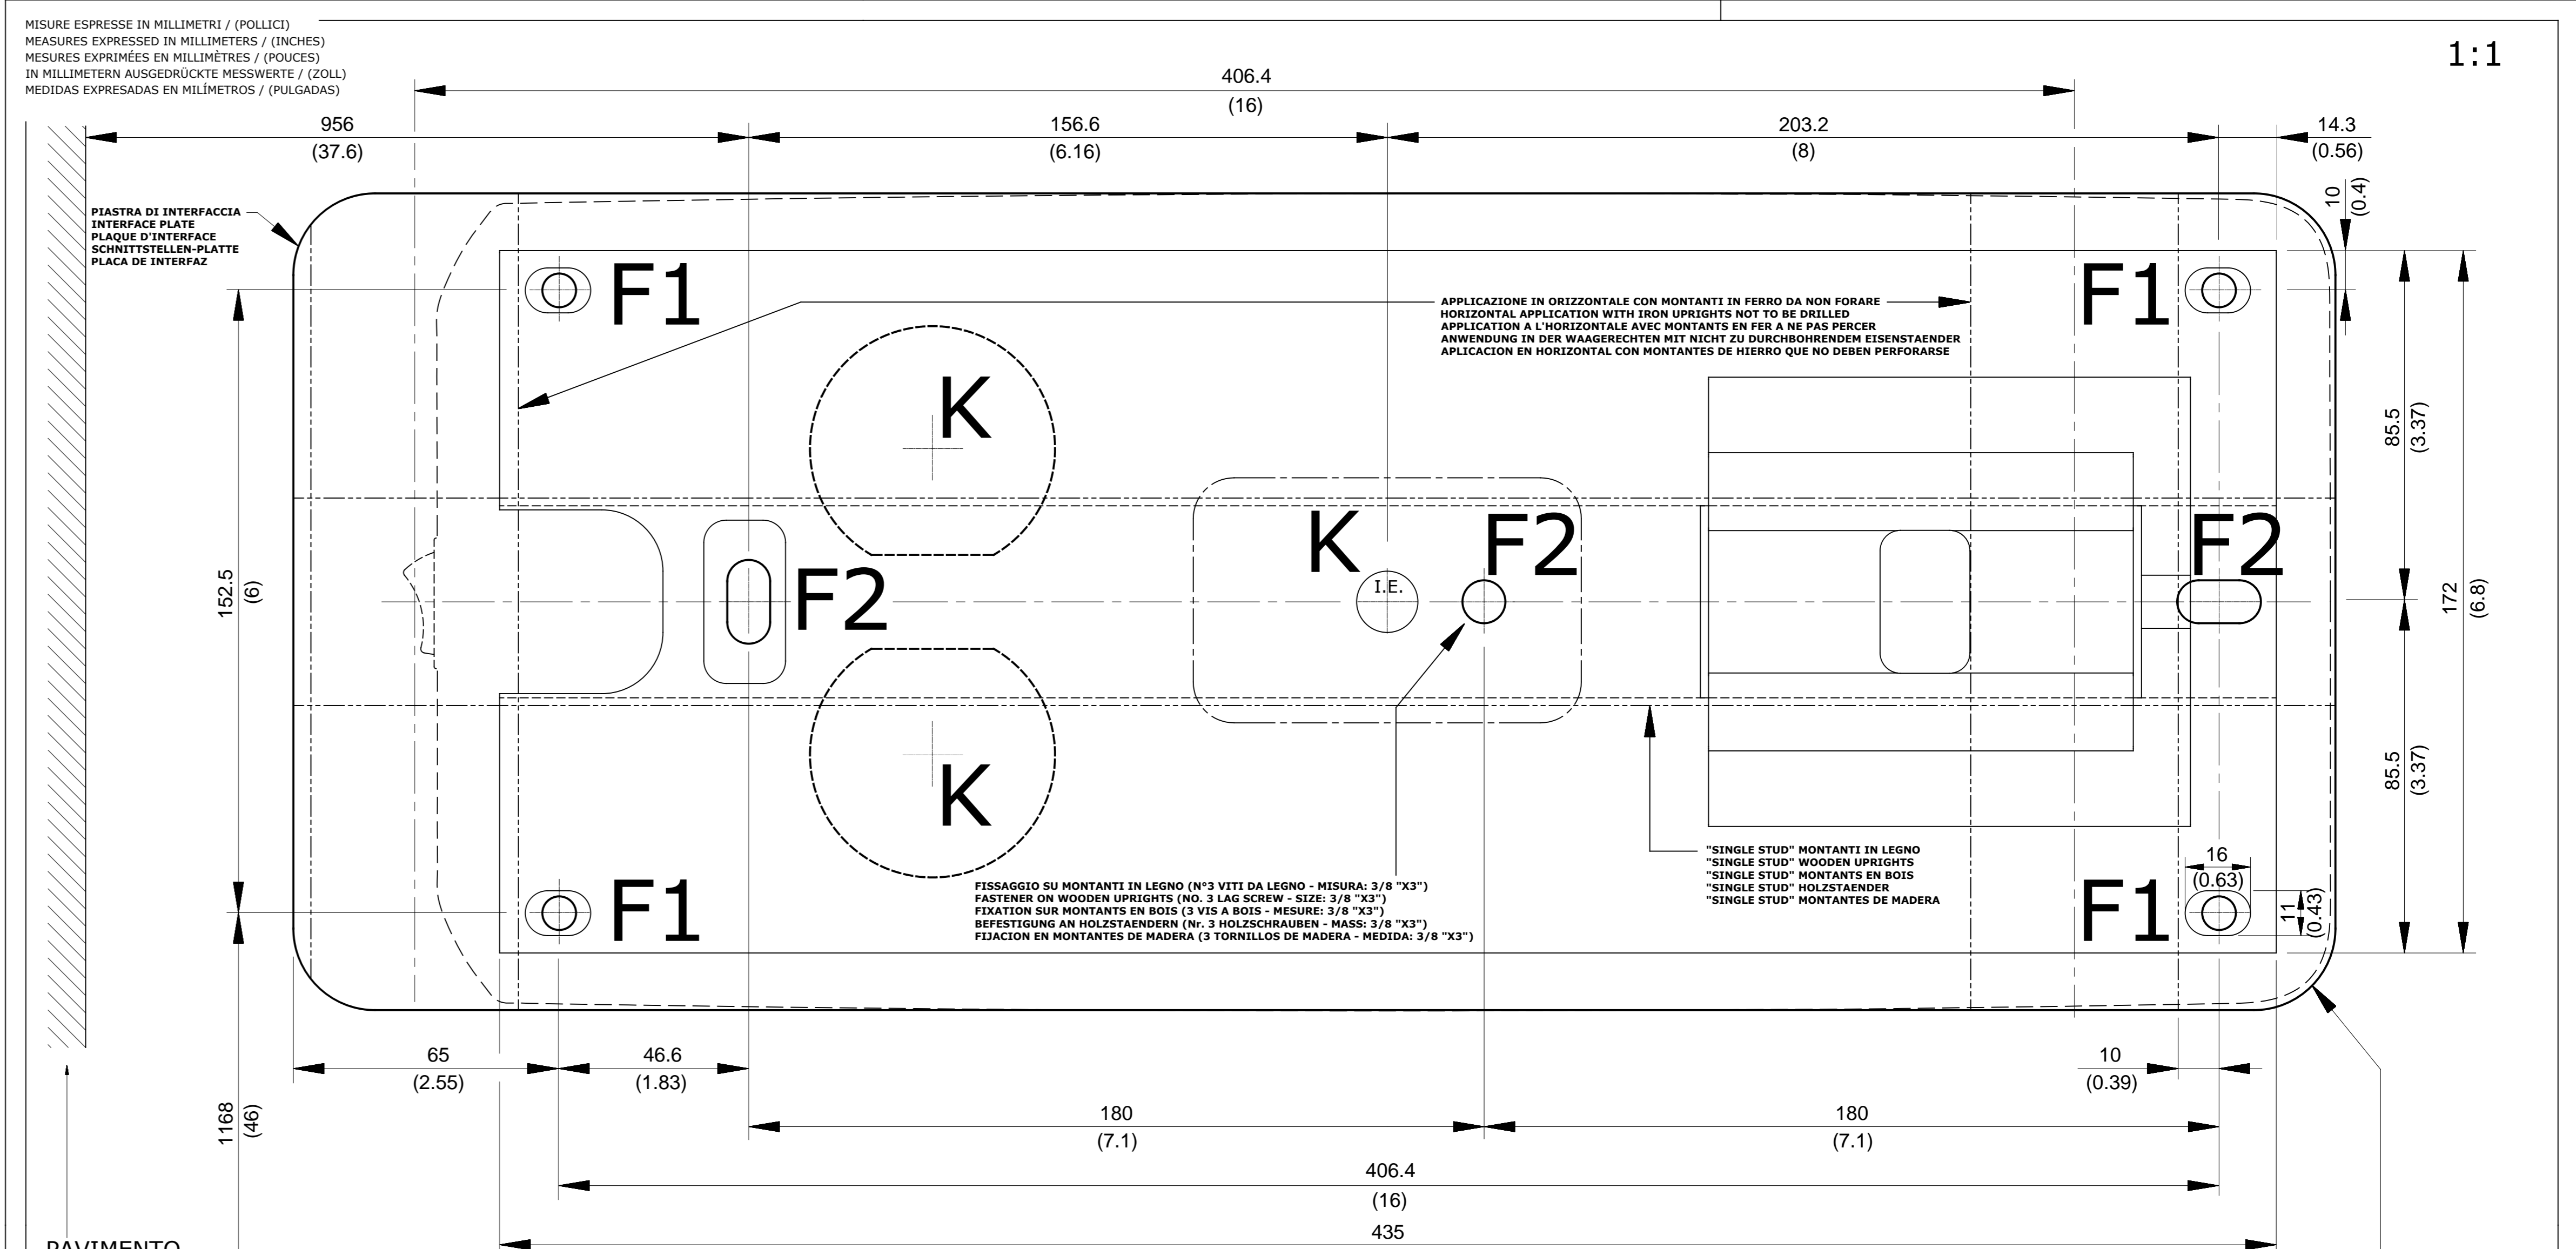 MISURE ESPRESSE IN MILLIMETRI / (POLLICI)
MEASURES EXPRESSED IN MILLIMETERS / (INCHES)
MESURES EXPRIMÉES EN MILLIMÈTRES / (POUCES)
IN MILLIMETERN AUSGEDRÜCKTE MESSWERTE / (ZOLL)
MEDIDAS EXPRESADAS EN MILÍMETROS / (PULGADAS)
1:1
406.4
(16)
956
(37.6)
156.6
(6.16)
203.2
(8)
14.3
(0.56)
10
(0.4)
PIASTRA DI INTERFACCIA
INTERFACE PLATE
PLAQUE D'INTERFACE
SCHNITTSTELLEN-PLATTE
PLACA DE INTERFAZ
F1
F1
APPLICAZIONE IN ORIZZONTALE CON MONTANTI IN FERRO DA NON FORARE
HORIZONTAL APPLICATION WITH IRON UPRIGHTS NOT TO BE DRILLED
APPLICATION A L'HORIZONTALE AVEC MONTANTS EN FER A NE PAS PERCER
ANWENDUNG IN DER WAAGERECHTEN MIT NICHT ZU DURCHBOHRENDEM EISENSTAENDER
APLICACION EN HORIZONTAL CON MONTANTES DE HIERRO QUE NO DEBEN PERFORARSE
K
85.5
(3.37)
152.5
(6)
F2
K
I.E.
F2
F2
172
(6.8)
K
85.5
(3.37)
"SINGLE STUD" MONTANTI IN LEGNO
"SINGLE STUD" WOODEN UPRIGHTS
"SINGLE STUD" MONTANTS EN BOIS
"SINGLE STUD" HOLZSTAENDER
"SINGLE STUD" MONTANTES DE MADERA
16
(0.63)
11
(0.43)
F1
F1
FISSAGGIO SU MONTANTI IN LEGNO (N°3 VITI DA LEGNO - MISURA: 3/8 "X3")
FASTENER ON WOODEN UPRIGHTS (NO. 3 LAG SCREW - SIZE: 3/8 "X3")
FIXATION SUR MONTANTS EN BOIS (3 VIS A BOIS - MESURE: 3/8 "X3")
BEFESTIGUNG AN HOLZSTAENDERN (Nr. 3 HOLZSCHRAUBEN - MASS: 3/8 "X3")
FIJACION EN MONTANTES DE MADERA (3 TORNILLOS DE MADERA - MEDIDA: 3/8 "X3")
65
(2.55)
46.6
(1.83)
10
(0.39)
1168
(46)
180
(7.1)
180
(7.1)
406.4
(16)
435
PAVIMENTO